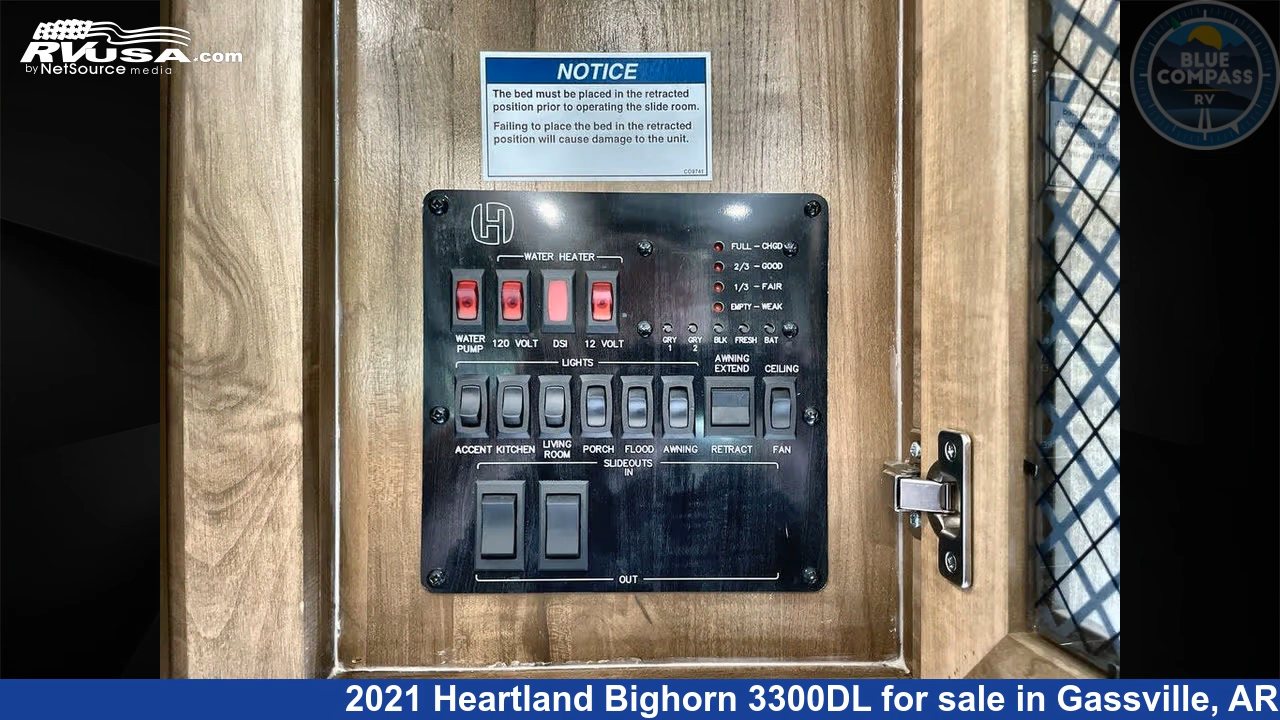 RVUSA.com
by NetSource media
BLUE
COMPASS
RV
NOTICE
The bed must be placed in the retracted
position prior to operating the slide room.
Failing to place the bed in the retracted
position will cause damage to the unit.
H
WATER HEATER
FULL - CHGD
2/3 - GOOD
1/3 - FAIR
EMPTY - WEAK
WATER
PUMP
120 VOLT
DSI
12 VOLT
GRY
1
GRY
2
BLK
FRESH
BAT
LIGHTS
AWNING
EXTEND
CEILING
ACCENT
KITCHEN
LIVING
ROOM
PORCH
FLOOD
AWNING
RETRACT
FAN
SLIDEOUTS
IN
OUT
2021 Heartland Bighorn 3300DL for sale in Gassville, AR